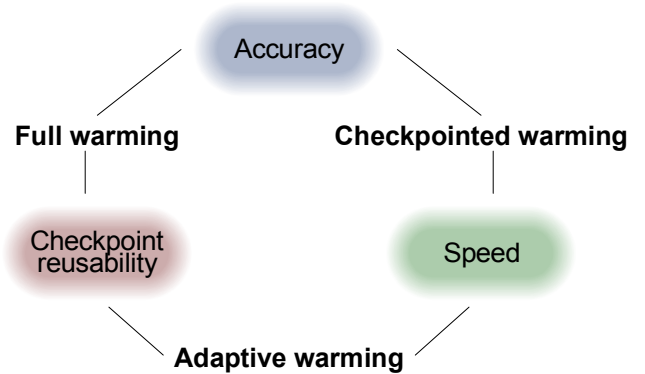 Accuracy
Full warming
Checkpointed warming
Checkpoint
reusability
Speed
Adaptive warming